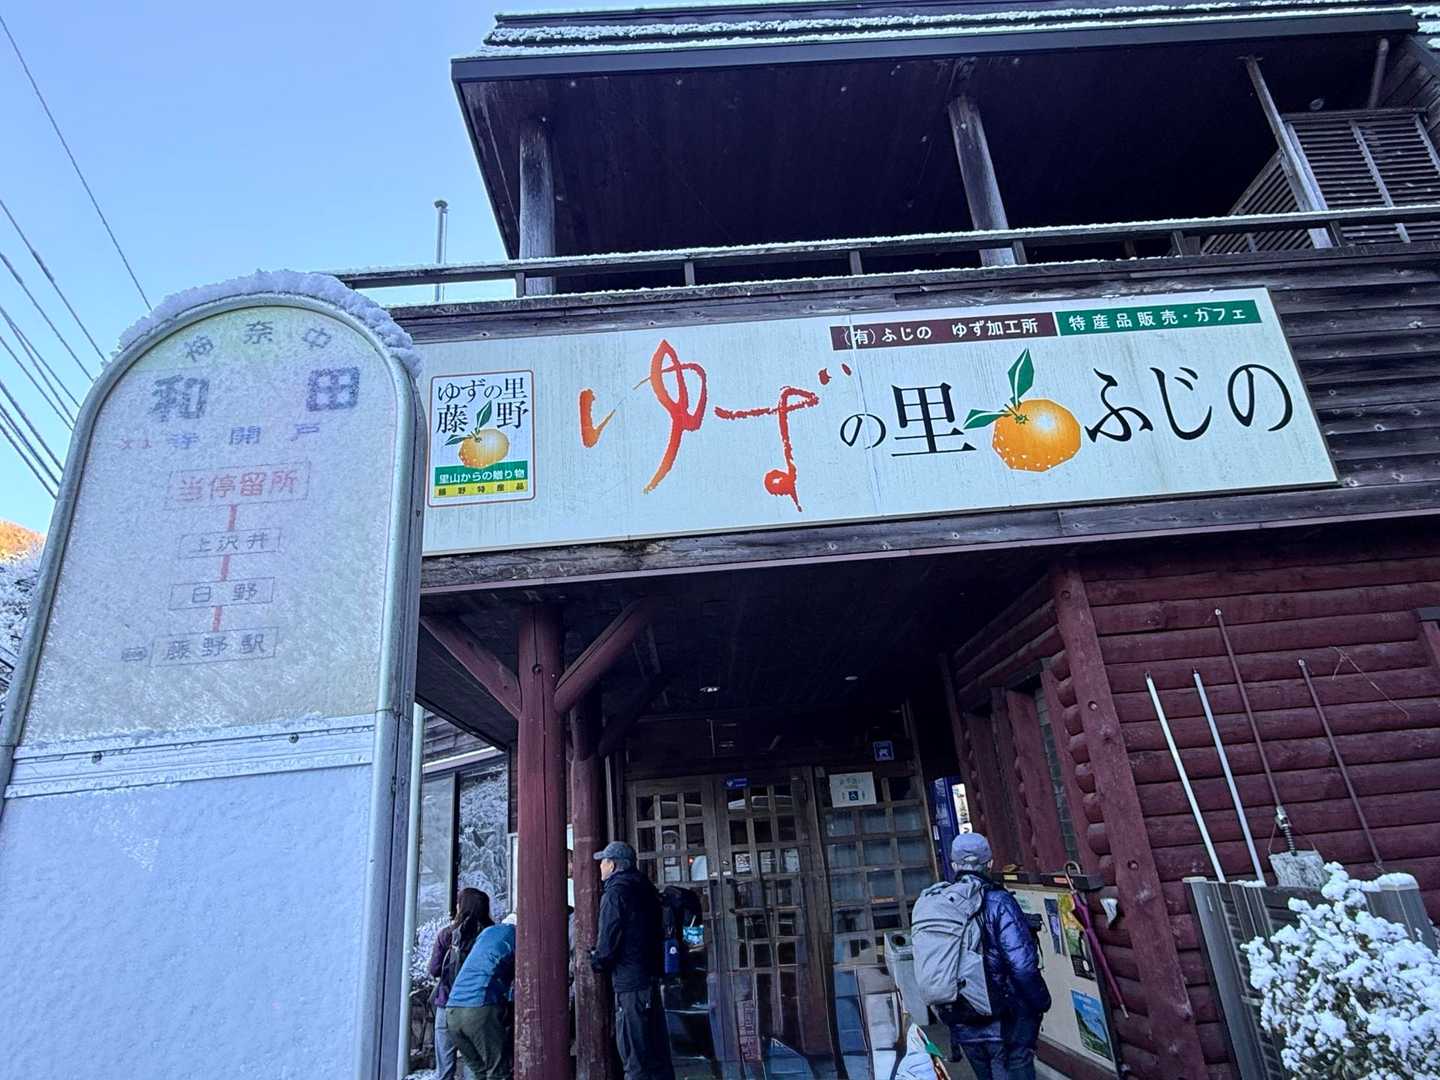 神奈中
和田
当停留所
上沢井
日野
藤野駅
ゆずの里
藤野
里山からの贈り物
藤野特産品
(有)ふじの ゆず加工所
特産品販売・カフェ
ゆずの里ふじの